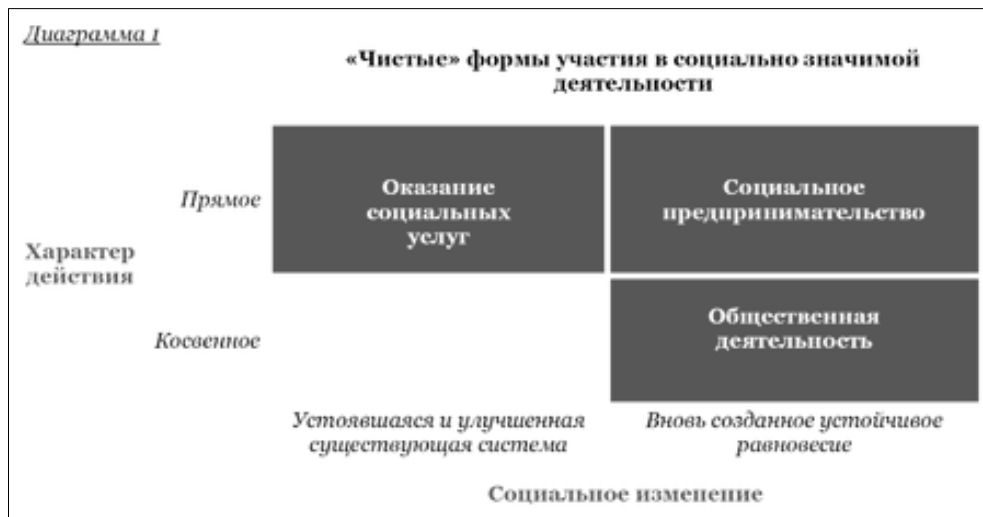 Диаграмма 1
«Чистые» формы участия в социально значимой
деятельности
Прямое
Оказание
социальных
услуг
Социальное
предпринимательство
Характер
действия
Косвенное
Общественная
деятельность
Устоявшаяся и улучшенная
существующая система
Вновь созданное устойчивое
равновесие
Социальное изменение